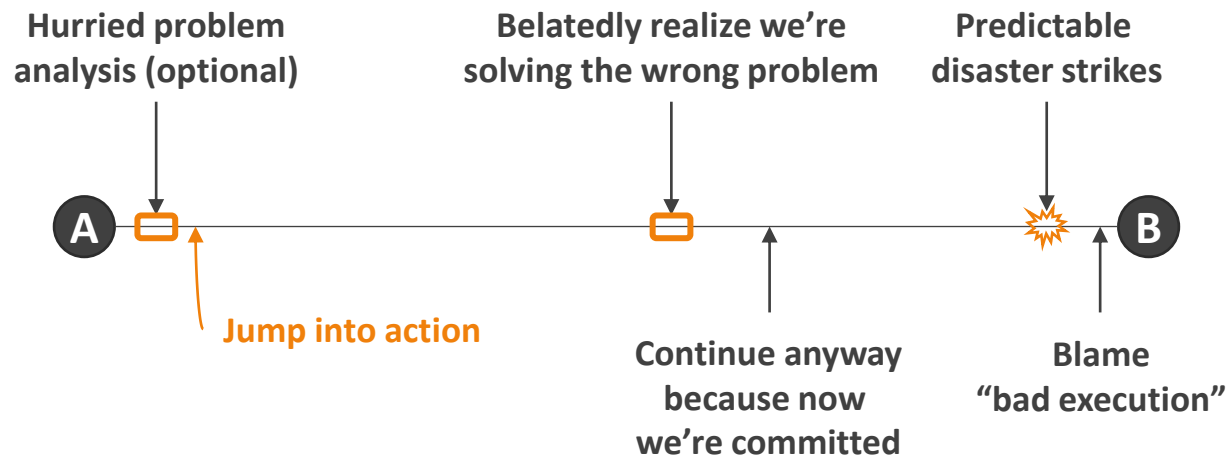 Hurried problem
analysis (optional)
Belatedly realize we’re
solving the wrong problem
Predictable
disaster strikes
A
B
Jump into action
Continue anyway
because now
we’re committed
Blame
“bad execution”